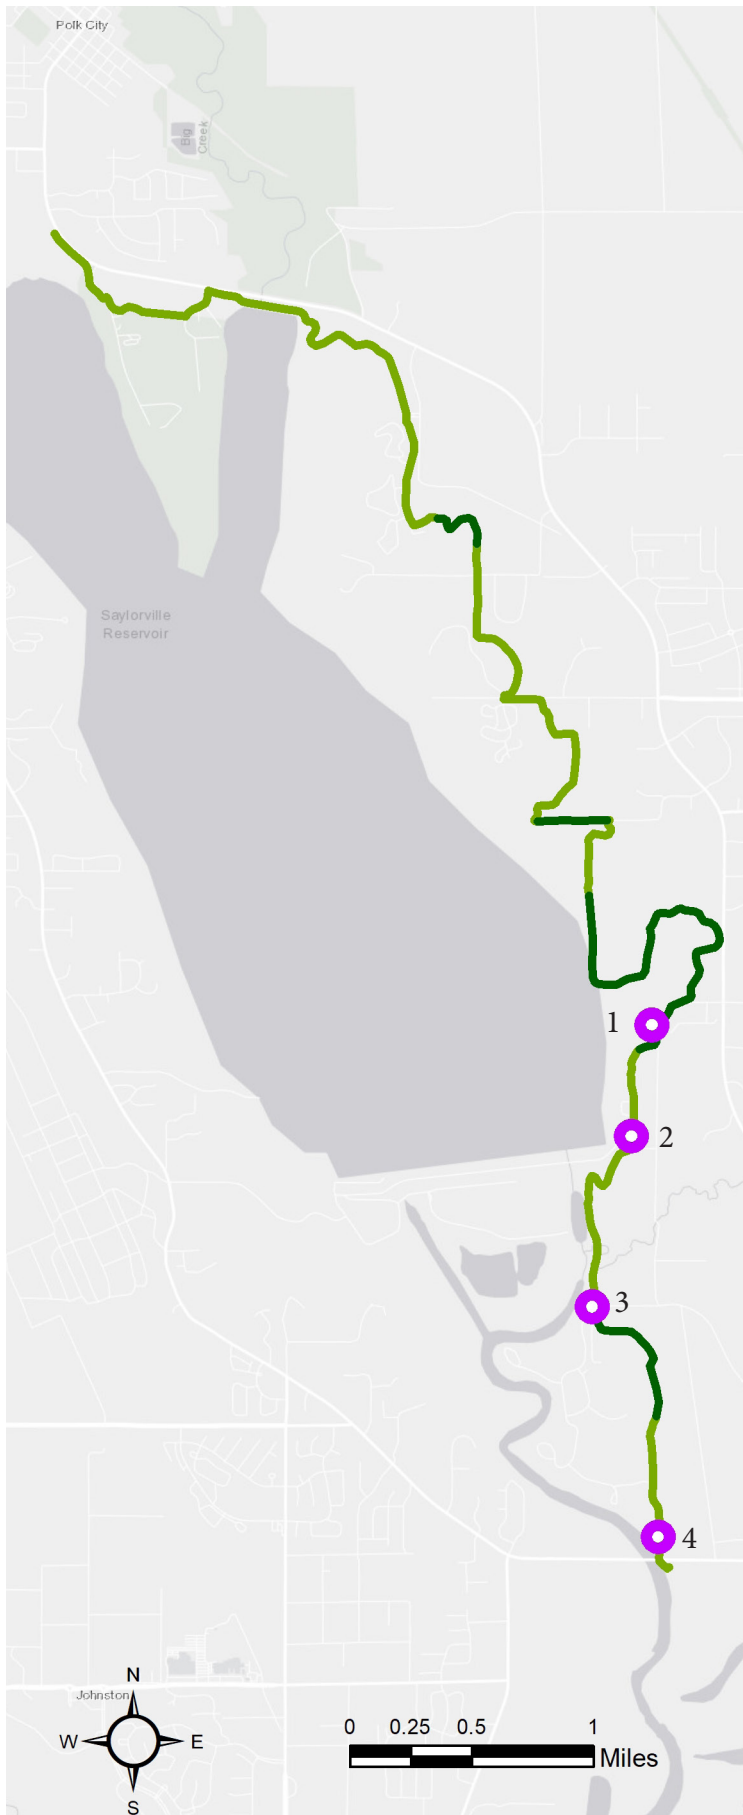 Polk City
Big
Creek
Saylorville
Reservoir
1
2
3
4
Johnston
N
W
E
S
0 0.25 0.5 1
Miles